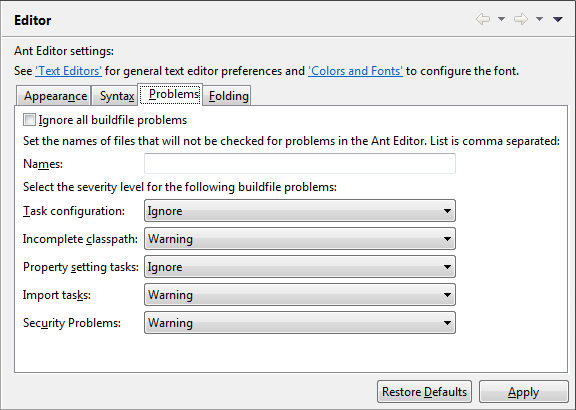 Editor
Ant Editor settings:
See 'Text Editors' for general text editor preferences and 'Colors and Fonts' to configure the font.
Appearance Syntax Problems Folding
Ignore all buildfile problems
Set the names of files that will not be checked for problems in the Ant Editor. List is comma separated:
Names:
Select the severity level for the following buildfile problems:
Task configuration: Ignore
Incomplete classpath: Warning
Property setting tasks: Ignore
Import tasks: Warning
Security Problems: Warning
Restore Defaults Apply